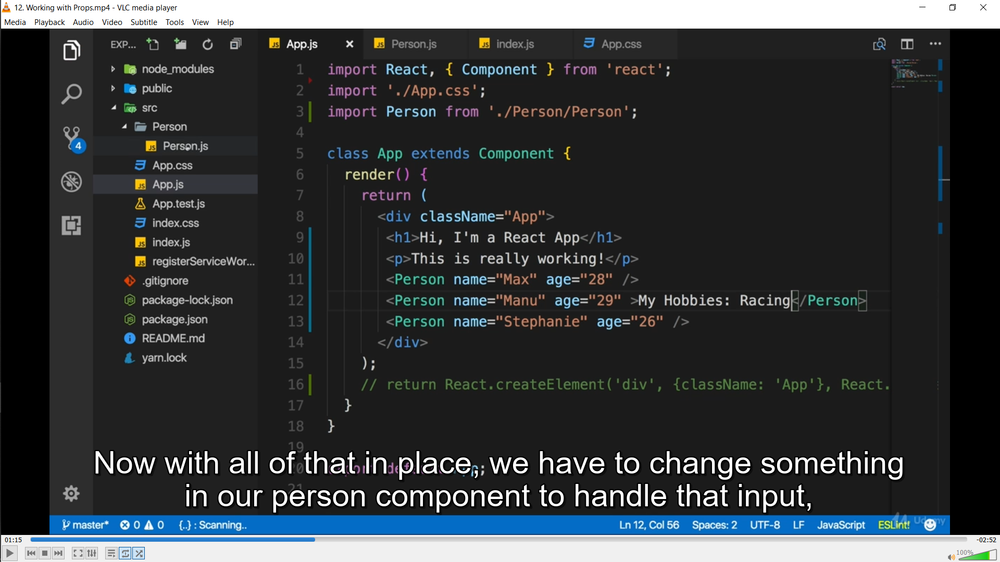 12. Working with Props.mp4 - VLC media player
Media Playback Audio Video Subtitle Tools View Help
EXP...
App.js
Person.js
index.js
App.css
node_modules
public
src
Person
Person.js
App.css
App.js
App.test.js
index.css
index.js
registerServiceWor...
.gitignore
package-lock.json
package.json
README.md
yarn.lock
4
1 import React, { Component } from 'react';
2 import './App.css';
3 import Person from './Person/Person';
4
5 class App extends Component {
6 render() {
7 return (
8 <div className="App">
9 <h1>Hi, I'm a React App</h1>
10 <p>This is really working!</p>
11 <Person name="Max" age="28" />
12 <Person name="Manu" age="29" >My Hobbies: Racing</Person>
13 <Person name="Stephanie" age="26" />
14 </div>
15 );
16 // return React.createElement('div', {className: 'App'}, React.
17 }
18 }
19
20 export default App;
21
Now with all of that in place, we have to change something
in our person component to handle that input,
master* 0 0 {..} : Scanning.. Ln 12, Col 56 Spaces: 2 UTF-8 LF JavaScript ESLint!
Udemy
01:15 -02:52
100%